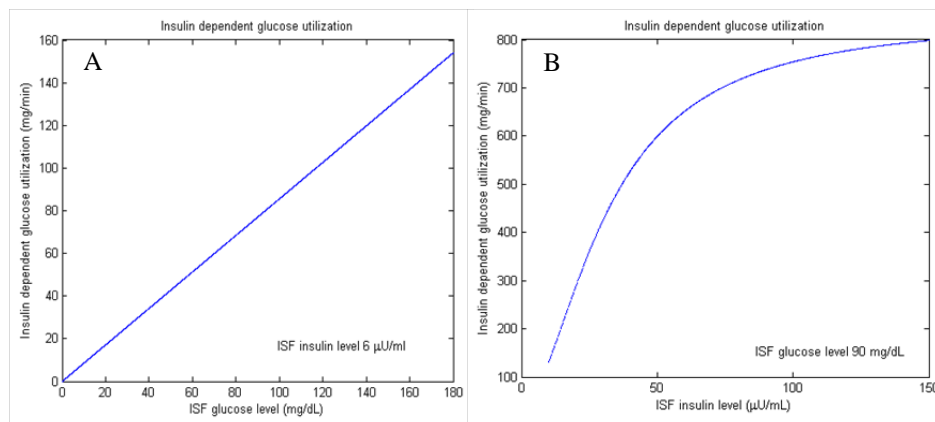 Insulin dependent glucose utilization
A
Insulin dependent glucose utilization (mg/min)
160
140
120
100
80
60
40
20
0
ISF insulin level 6 µU/ml
0 20 40 60 80 100 120 140 160 180
ISF glucose level (mg/dL)
Insulin dependent glucose utilization
B
Insulin dependent glucose utilization (mg/min)
800
700
600
500
400
300
200
100
ISF glucose level 90 mg/dL
0 50 100 150
ISF insulin level (µU/mL)